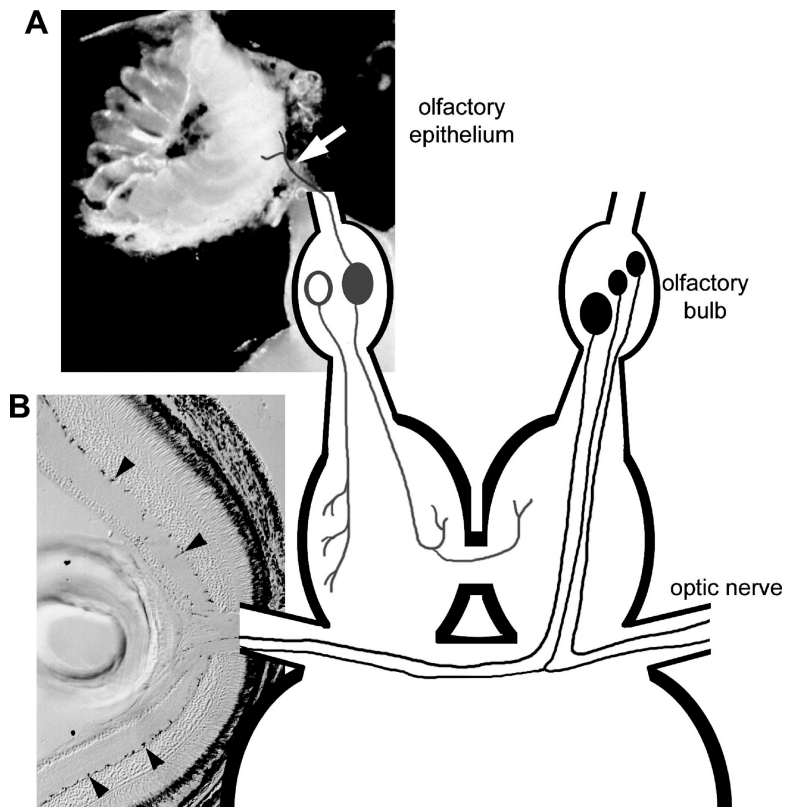 A
olfactory
epithelium
olfactory
bulb
B
optic nerve